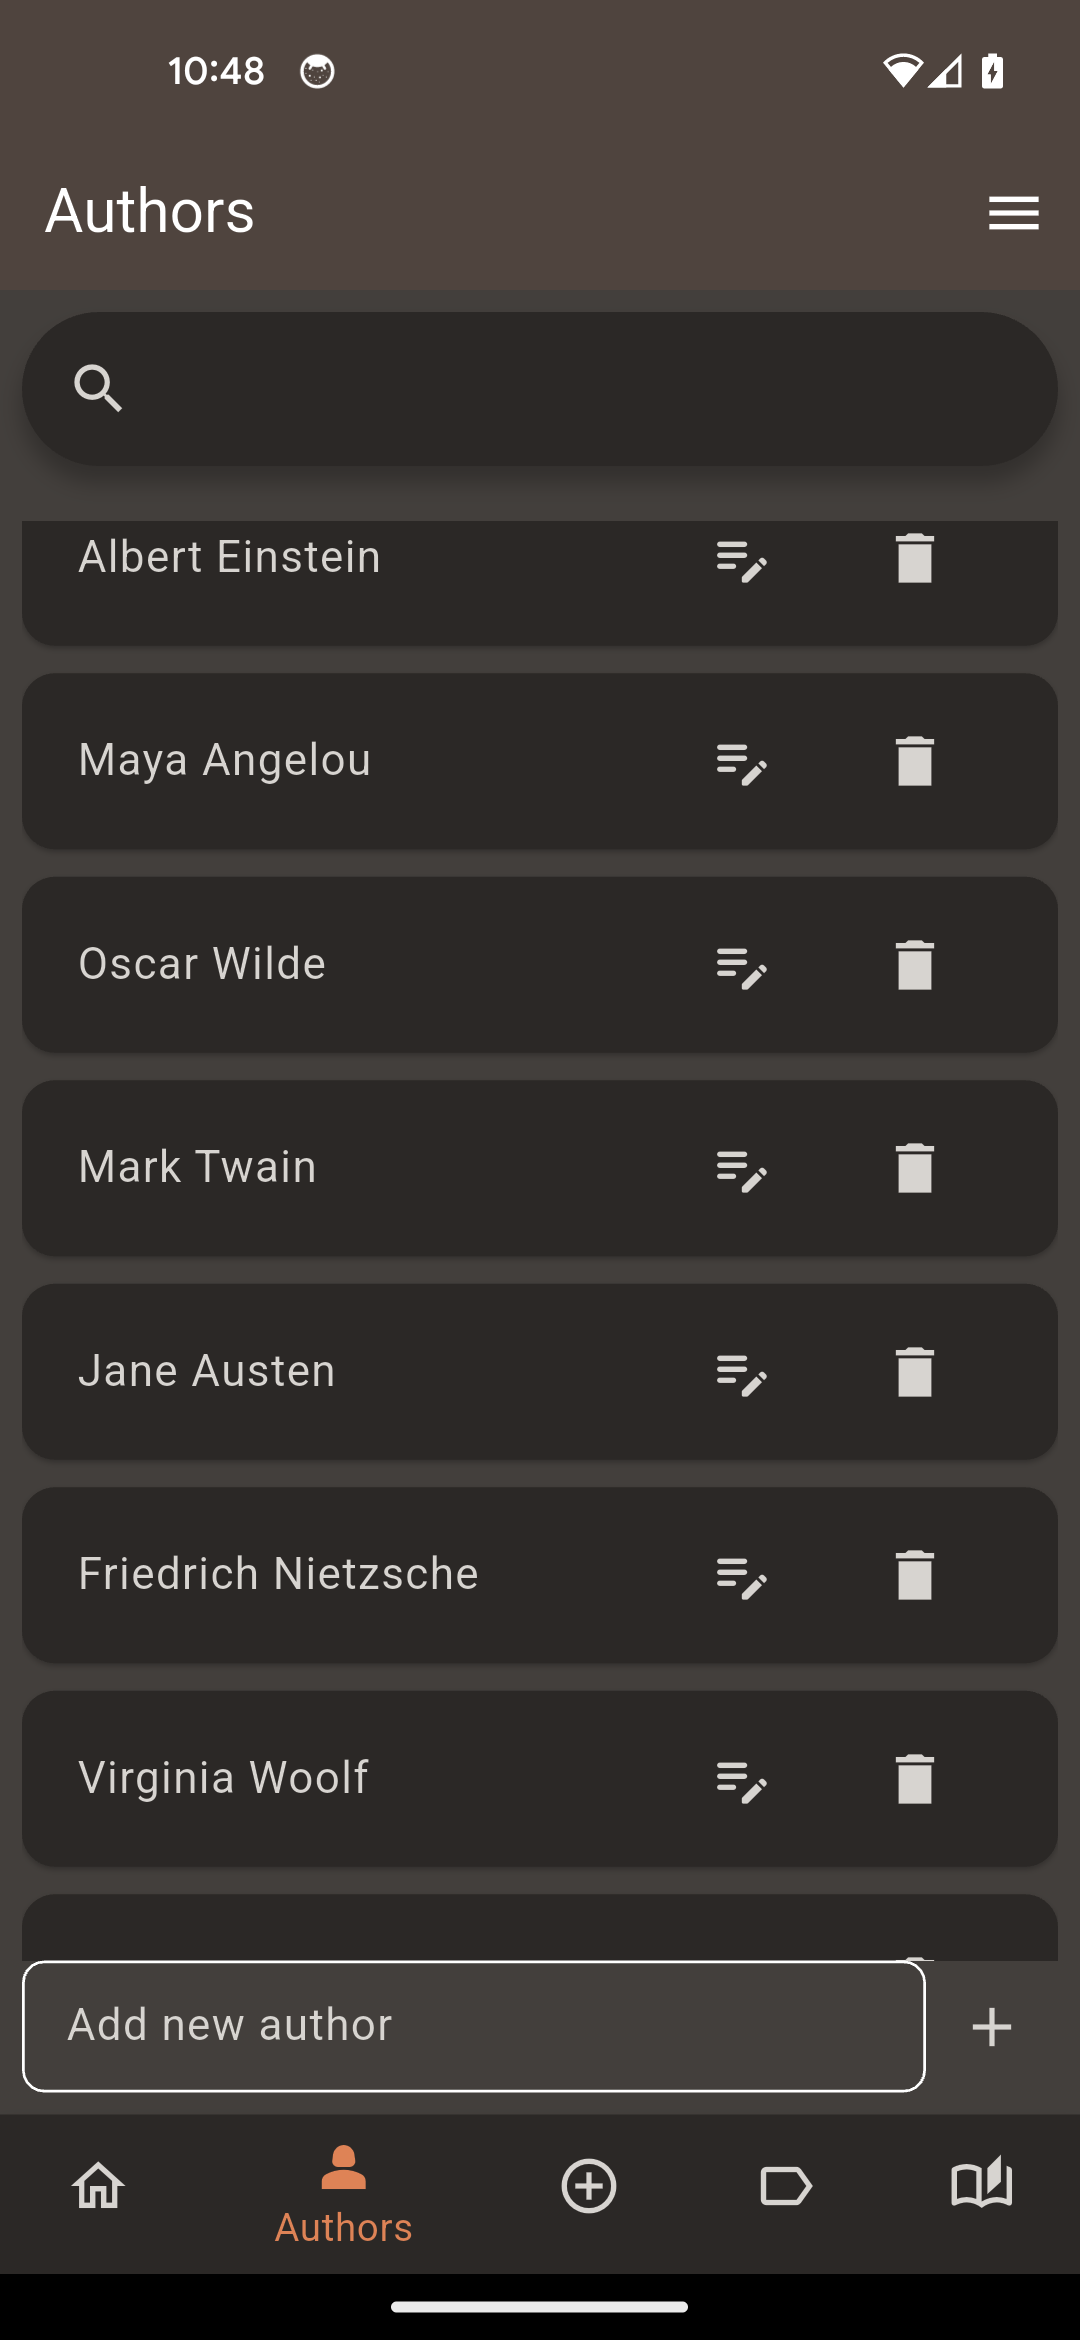 10:48
Authors
Albert Einstein
Maya Angelou
Oscar Wilde
Mark Twain
Jane Austen
Friedrich Nietzsche
Virginia Woolf
Add new author
Authors